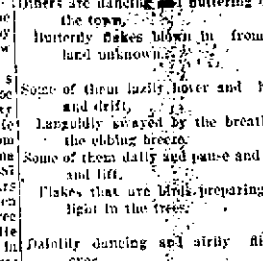 Others are dancing and fluttering
the town,
Butterfly flakes blown in from
land unknown.
Some of them lazily hover and
and drift,
Languidly swayed by the breath
the ebbing breeze.
Some of them dally and pause and
and lift.
Flakes that are birds preparing
light in the trees.
Daintily dancing and airily
over